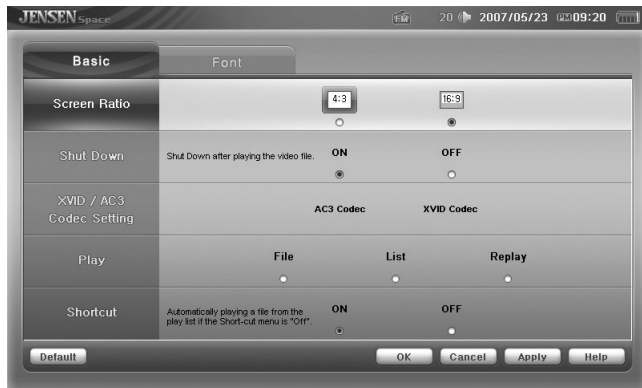 JENSEN Space FM 20 2007/05/23 PM 09:20
Basic Font
Screen Ratio 4:3 16:9
Shut Down Shut Down after playing the video file. ON OFF
XVID / AC3
Codec Setting AC3 Codec XVID Codec
Play File List Replay
Shortcut Automatically playing a file from the
play list if the Short-cut menu is "Off". ON OFF
Default OK Cancel Apply Help